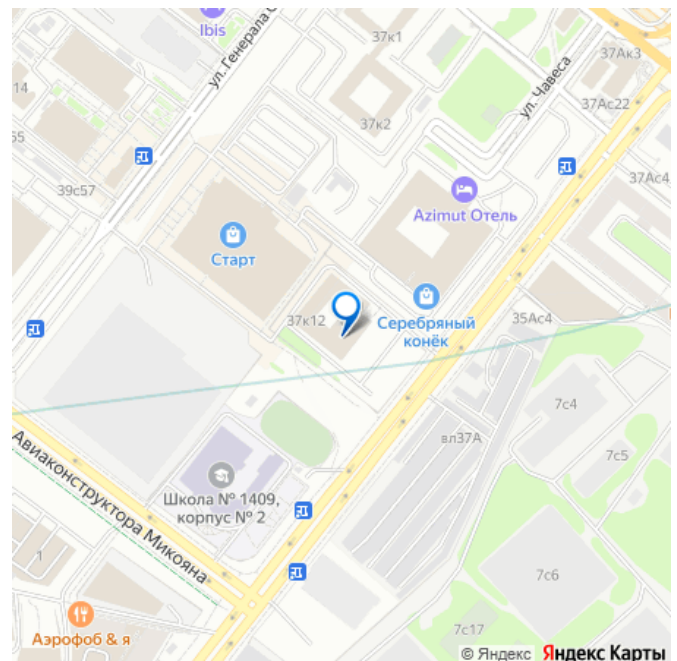 Ibis
37к1
ул. Генерала С
ул. Чавеса
37Ак3
14
37Ас22
37к2
65
39с57
37Ас4
Azimut Отель
Старт
37к12
Серебряный
конёк
35Ас4
7с4
вл37А
7с5
Авиаконструктора Микояна
Школа № 1409,
корпус № 2
1
7с6
Аэрофоб & я
7с17
© Яндекс Яндекс Карты